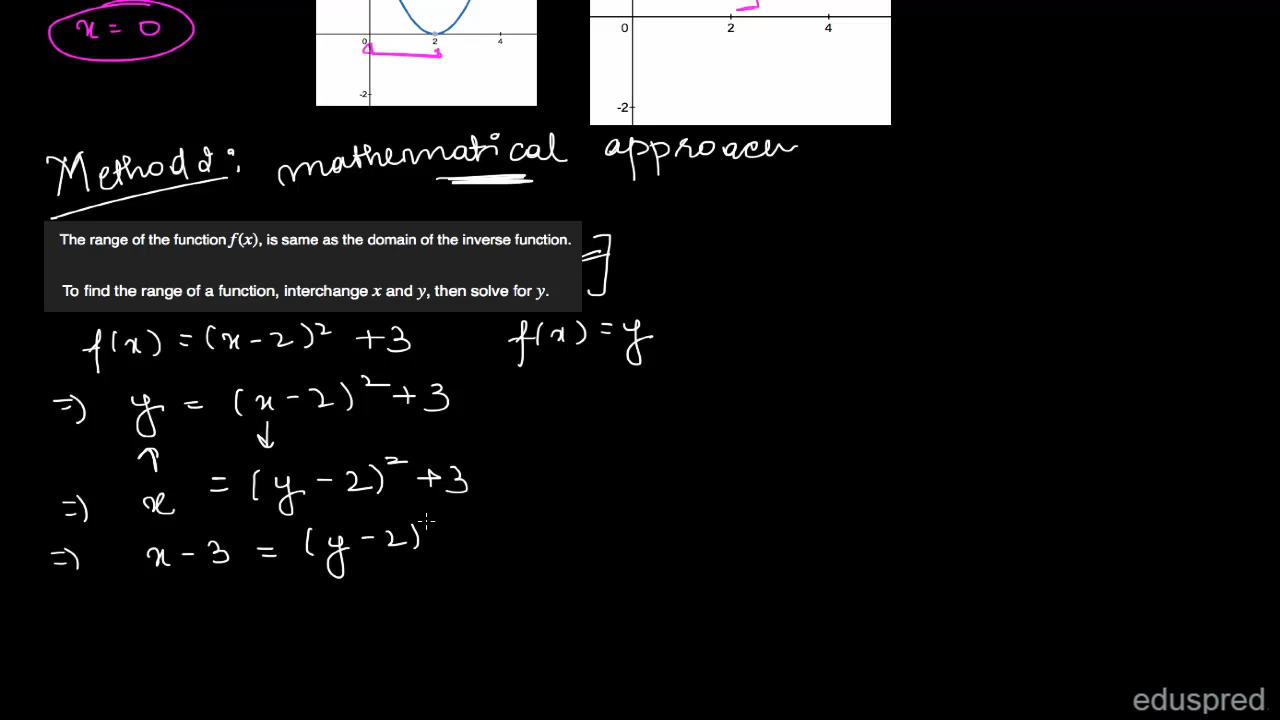 x = 0
0 2 4
-2
0 2 4
-2
Method 2: mathematical approach
The range of the function f(x), is same as the domain of the inverse function.
To find the range of a function, interchange x and y, then solve for y.
f(x) = (x-2)² + 3 f(x) = y
⇒ y = (x-2)² + 3
⇒ x = (y-2)² + 3
⇒ x - 3 = (y-2)
eduspred